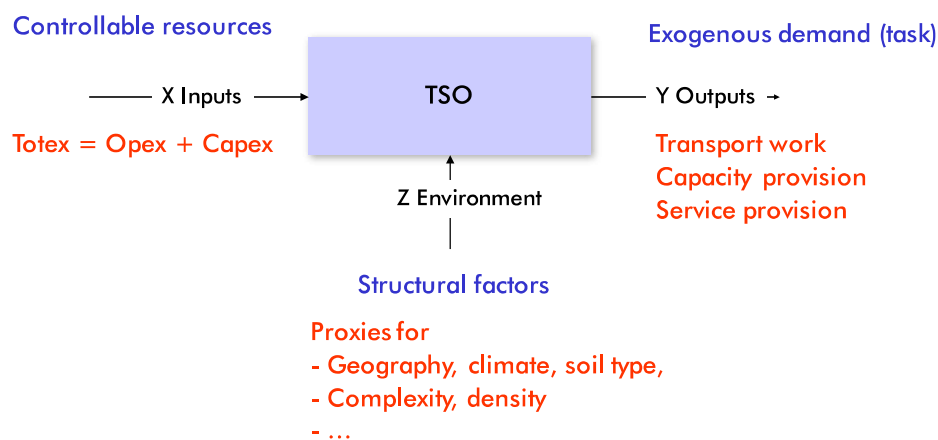 Controllable resources
Exogenous demand (task)
X Inputs
TSO
Y Outputs
Totex = Opex + Capex
Transport work
Capacity provision
Service provision
Z Environment
Structural factors
Proxies for
- Geography, climate, soil type,
- Complexity, density
- ...